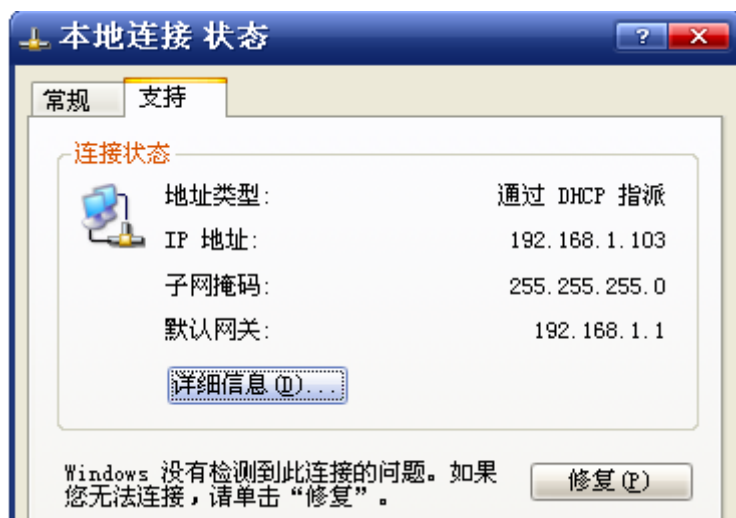 本地连接 状态
常规 支持
连接状态
地址类型: 通过 DHCP 指派
IP 地址: 192.168.1.103
子网掩码: 255.255.255.0
默认网关: 192.168.1.1
详细信息(D)...
Windows 没有检测到此连接的问题。如果
您无法连接，请单击“修复”。
修复(P)